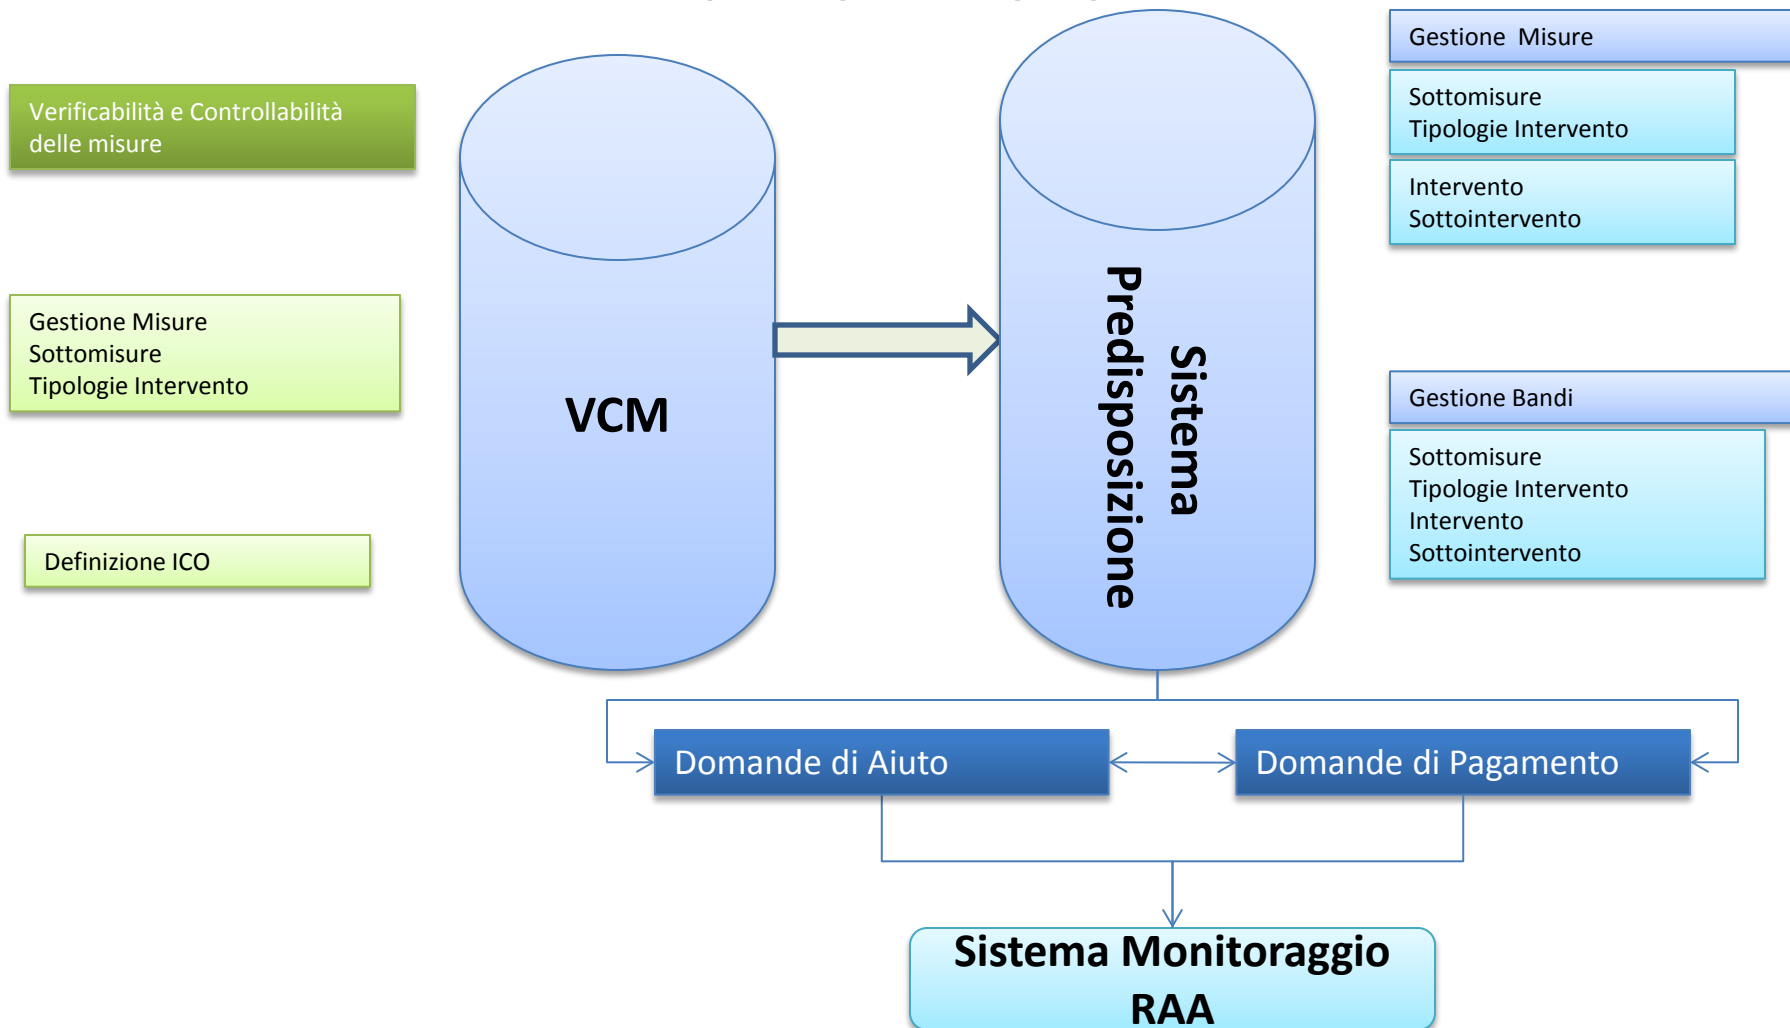 Verificabilità e Controllabilità
delle misure
Gestione Misure
Sottomisure
Tipologie Intervento
Definizione ICO
VCM
Sistema
Predisposizione
Gestione Misure
Sottomisure
Tipologie Intervento
Intervento
Sottointervento
Gestione Bandi
Sottomisure
Tipologie Intervento
Intervento
Sottointervento
Domande di Aiuto
Domande di Pagamento
Sistema Monitoraggio
RAA